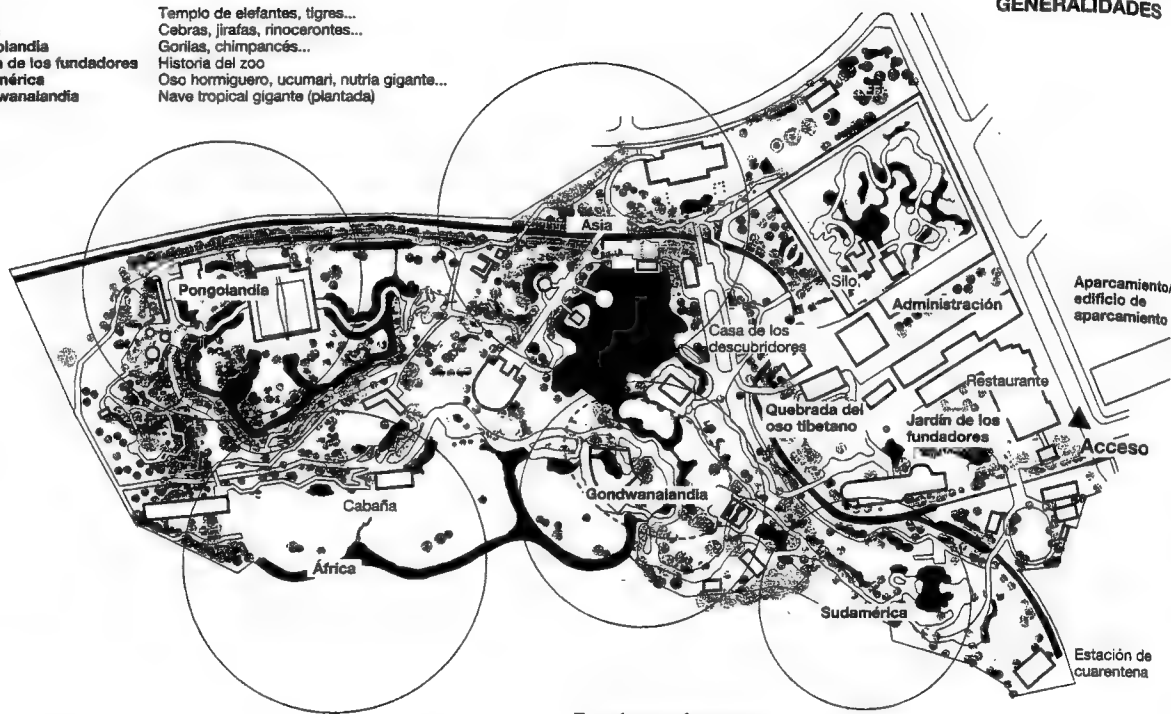 GENERALIDADES
Templo de elefantes, tigres...
Cebras, jirafas, rinocerontes...
olandia Gorilas, chimpancés...
a de los fundadores Historia del zoo
mérica Oso hormiguero, ucumari, nutria gigante...
wanalandia Nave tropical gigante (plantada)
Asia
Pongolandia
Silo
Aparcamiento/
edificio de
aparcamiento
Administración
Casa de los
descubridores
Restaurante
Quebrada del
oso tibetano
Jardín de los
fundadores
Acceso
Gondwanalandia
Cabaña
África
Sudamérica
Estación de
cuarentena